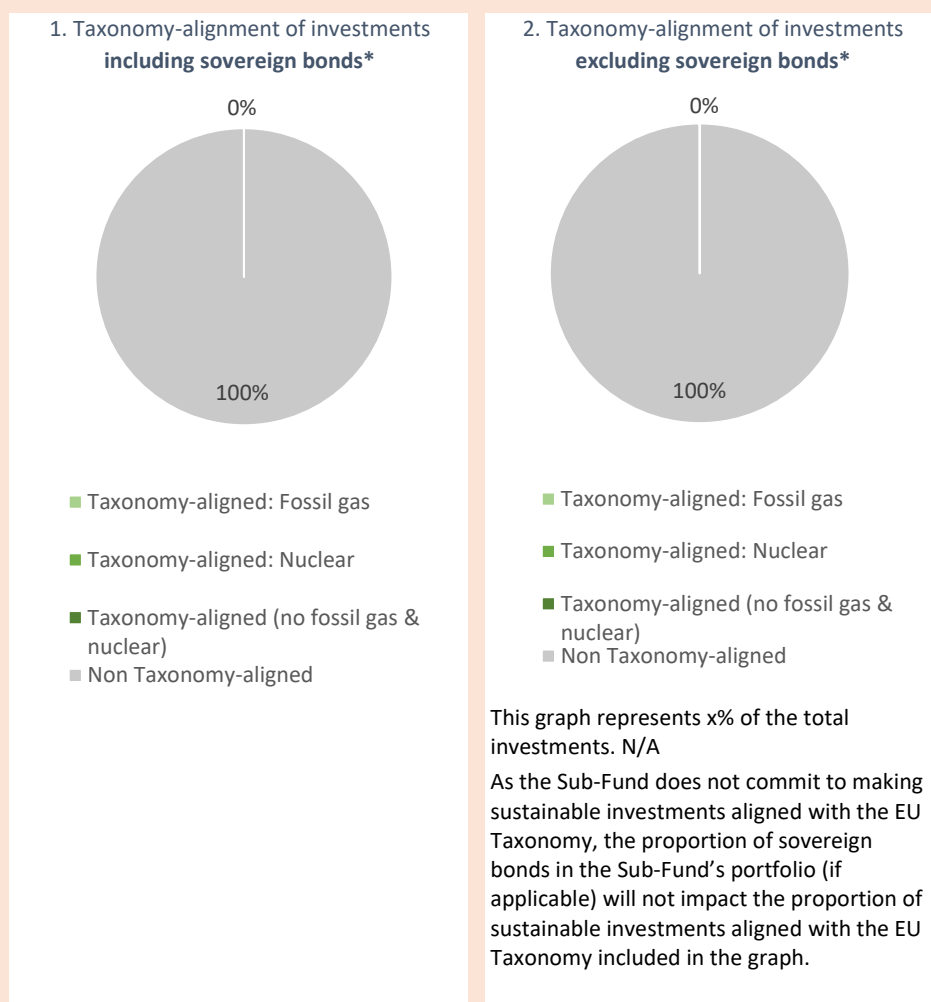 1. Taxonomy-alignment of investments
including sovereign bonds*
0%
100%
Taxonomy-aligned: Fossil gas
Taxonomy-aligned: Nuclear
Taxonomy-aligned (no fossil gas &
nuclear)
Non Taxonomy-aligned
2. Taxonomy-alignment of investments
excluding sovereign bonds*
0%
100%
Taxonomy-aligned: Fossil gas
Taxonomy-aligned: Nuclear
Taxonomy-aligned (no fossil gas &
nuclear)
Non Taxonomy-aligned
This graph represents x% of the total
investments. N/A
As the Sub-Fund does not commit to making
sustainable investments aligned with the EU
Taxonomy, the proportion of sovereign
bonds in the Sub-Fund's portfolio (if
applicable) will not impact the proportion of
sustainable investments aligned with the EU
Taxonomy included in the graph.